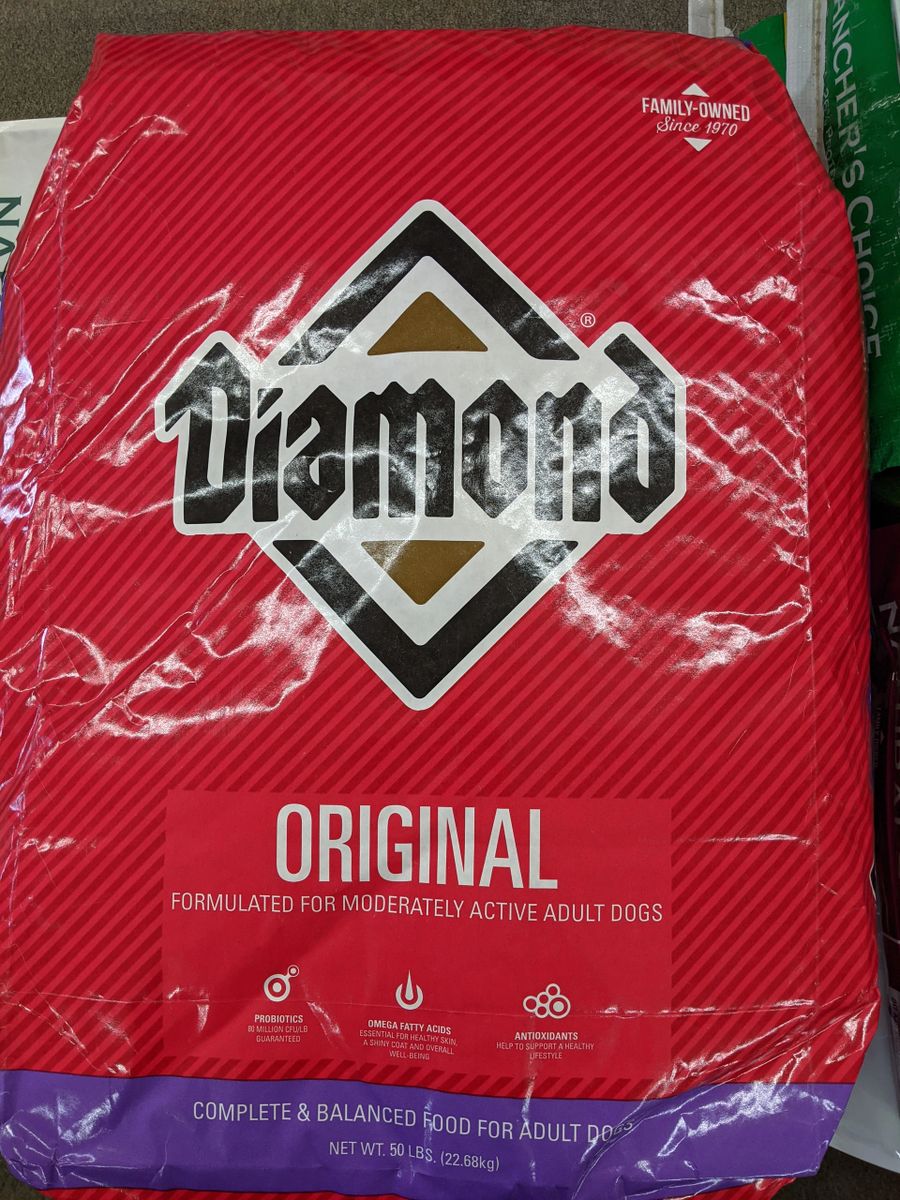 FAMILY-OWNED
Since 1970
Diamond
®
ORIGINAL
FORMULATED FOR MODERATELY ACTIVE ADULT DOGS
PROBIOTICS
80 MILLION CFU/LB
GUARANTEED
OMEGA FATTY ACIDS
ESSENTIAL FOR HEALTHY SKIN,
A SHINY COAT AND OVERALL
WELL-BEING
ANTIOXIDANTS
HELP TO SUPPORT A HEALTHY
LIFESTYLE
COMPLETE & BALANCED FOOD FOR ADULT DOGS
NET WT. 50 LBS. (22.68kg)
ANCHER'S CHOICE